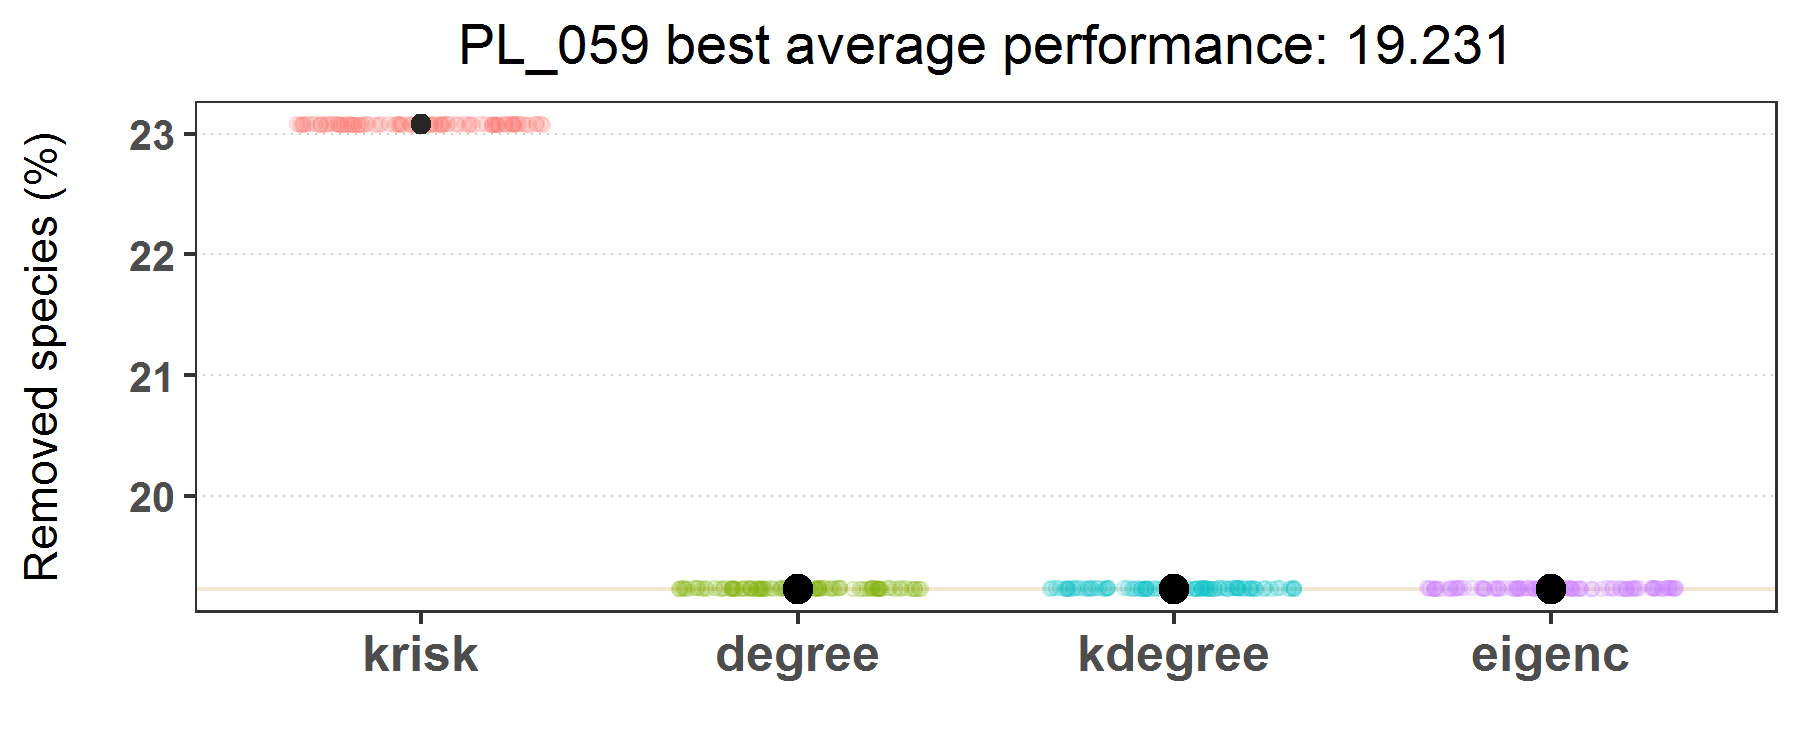 PL_059 best average performance: 19.231
Removed species (%)
23
22
21
20
krisk degree kdegree eigenc